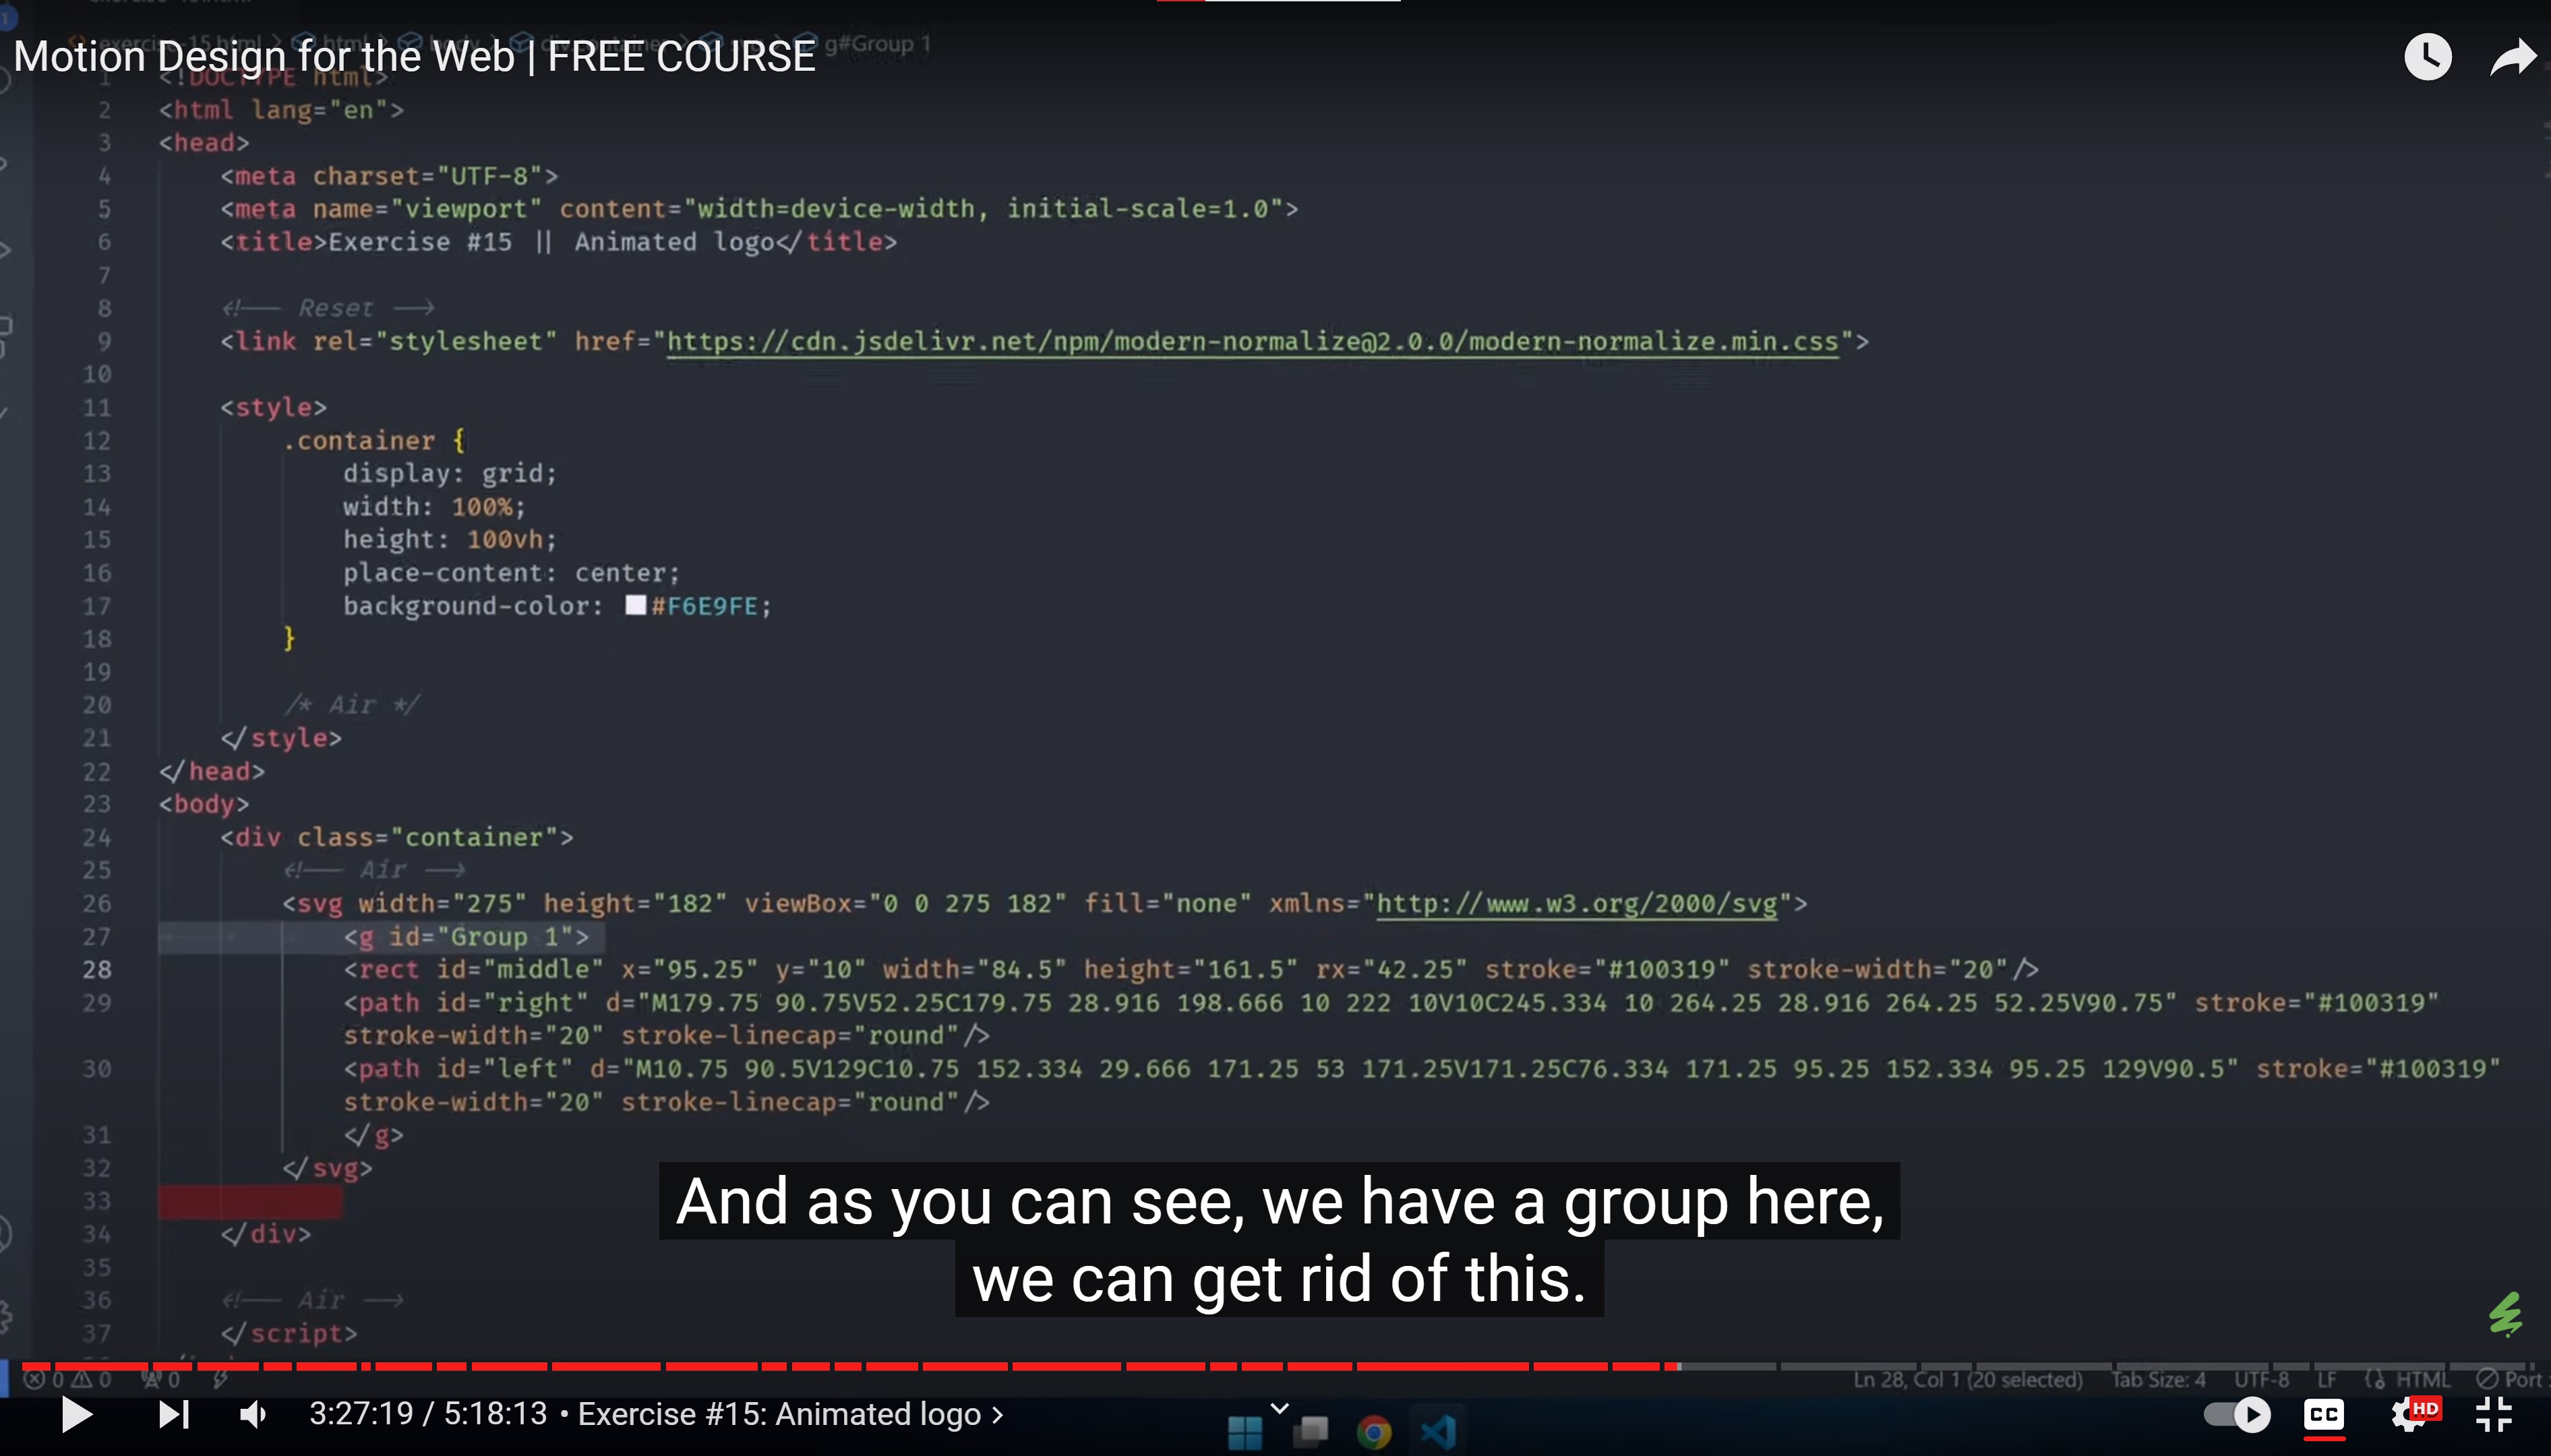 exercise-15.html > html > body > div.container > svg > g#Group 1
Motion Design for the Web | FREE COURSE
1 <!DOCTYPE html>
2 <html lang="en">
3 <head>
4 <meta charset="UTF-8">
5 <meta name="viewport" content="width=device-width, initial-scale=1.0">
6 <title>Exercise #15 || Animated logo</title>
7
8 <!-- Reset -->
9 <link rel="stylesheet" href="https://cdn.jsdelivr.net/npm/modern-normalize@2.0.0/modern-normalize.min.css">
10
11 <style>
12 .container {
13 display: grid;
14 width: 100%;
15 height: 100vh;
16 place-content: center;
17 background-color: #F6E9FE;
18 }
19
20 /* Air */
21 </style>
22 </head>
23 <body>
24 <div class="container">
25 <!-- Air -->
26 <svg width="275" height="182" viewBox="0 0 275 182" fill="none" xmlns="http://www.w3.org/2000/svg">
27 <g id="Group 1">
28 <rect id="middle" x="95.25" y="10" width="84.5" height="161.5" rx="42.25" stroke="#100319" stroke-width="20"/>
29 <path id="right" d="M179.75 90.75V52.25C179.75 28.916 198.666 10 222 10V10C245.334 10 264.25 28.916 264.25 52.25V90.75" stroke="#100319"
stroke-width="20" stroke-linecap="round"/>
30 <path id="left" d="M10.75 90.5V129C10.75 152.334 29.666 171.25 53 171.25V171.25C76.334 171.25 95.25 152.334 95.25 129V90.5" stroke="#100319"
stroke-width="20" stroke-linecap="round"/>
31 </g>
32 </svg>
33
34 </div>
35
36 <!-- Air -->
37 </script>
And as you can see, we have a group here,
we can get rid of this.
0 0 0 Ln 28, Col 1 (20 selected) Tab Size: 4 UTF-8 LF HTML Port
3:27:19 / 5:18:13 • Exercise #15: Animated logo >
CC HD